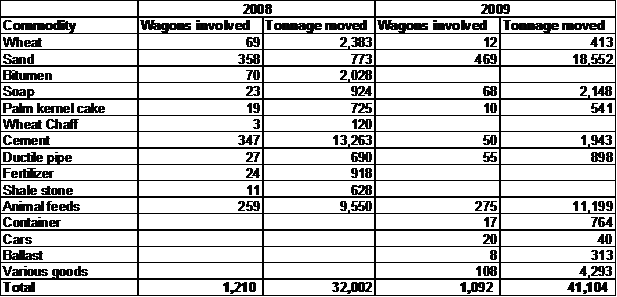 2008 2009
Commodity Wagons involved Tonnage moved Wagons involved Tonnage moved
Wheat 69 2,383 12 413
Sand 358 773 469 18,552
Bitumen 70 2,028
Soap 23 924 68 2,148
Palm kernel cake 19 725 10 541
Wheat Chaff 3 120
Cement 347 13,263 50 1,943
Ductile pipe 27 690 55 898
Fertilizer 24 918
Shale stone 11 628
Animal feeds 259 9,550 275 11,199
Container 17 764
Cars 20 40
Ballast 8 313
Various goods 108 4,293
Total 1,210 32,002 1,092 41,104